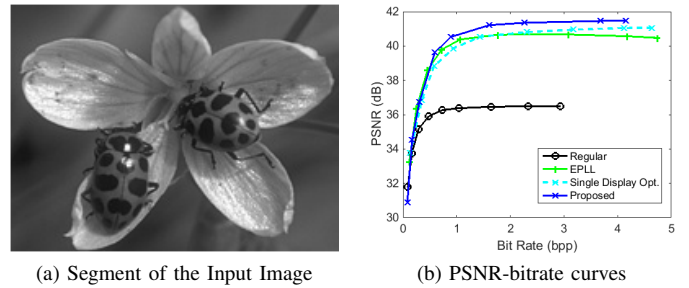 42
40
38
36
34
32
30
PSNR (dB)
Regular
EPLL
Single Display Opt.
Proposed
0 1 2 3 4 5
Bit Rate (bpp)
(a) Segment of the Input Image
(b) PSNR-bitrate curves